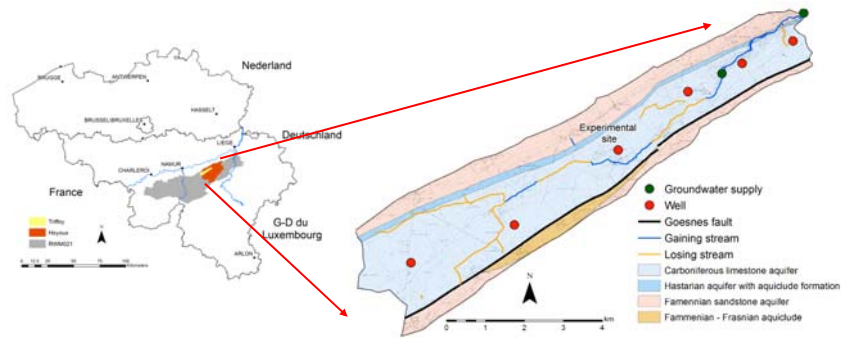 Nederland
BRUGGE
ANTWERPEN
HASSELT
BRUSSEL(BRUXELLES)
Deutschland
LIEGE
NAMUR
CHARLEROI
France
G-D du
Luxembourg
ARLON
Triffoy
Hoyoux
RWM021
N
Kilometers
Experimental
site
N
0 1 2 3 4
km
Groundwater supply
Well
Goesnes fault
Gaining stream
Losing stream
Carboniferous limestone aquifer
Hastarian aquifer with aquiclude formation
Famennian sandstone aquifer
Fammenian - Frasnian aquiclude